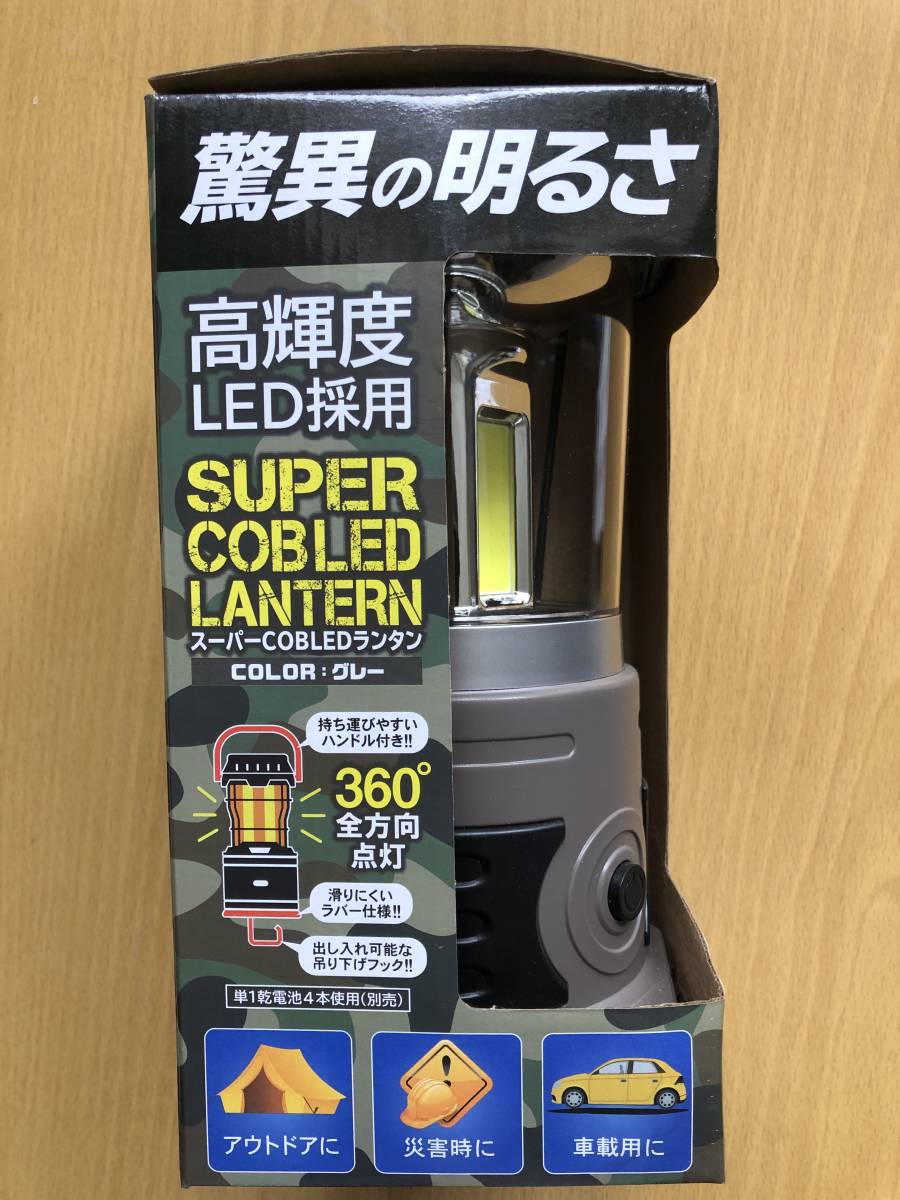 驚異の明るさ
高輝度
LED採用
SUPER
COBLED
LANTERN
スーパーCOBLEDランタン
COLOR：グレー
持ち運びやすい
ハンドル付き!!
360°
全方向
点灯
滑りにくい
ラバー仕様!!
出し入れ可能な
吊り下げフック!!
単1乾電池4本使用(別売)
アウトドアに
災害時に
車載用に